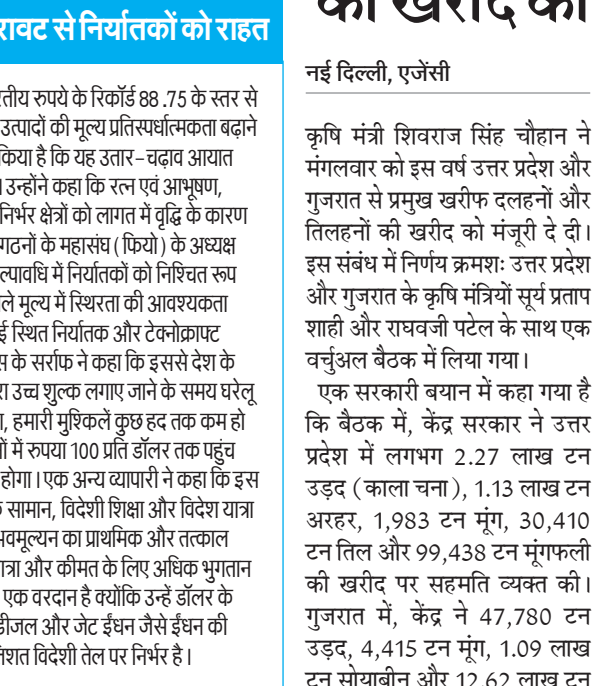 रावट से निर्यातकों को राहत
रतीय रुपये के रिकॉर्ड 88 .75 के स्तर से
उत्पादों की मूल्य प्रतिस्पर्धात्मकता बढ़ाने
किया है कि यह उतार-चढ़ाव आयात
। उन्होंने कहा कि रत्न एवं आभूषण,
निर्भर क्षेत्रों को लागत में वृद्धि के कारण
गठनों के महासंघ ( फियो ) के अध्यक्ष
ल्पावधि में निर्यातकों को निश्चित रूप
ले मूल्य में स्थिरता की आवश्यकता
ई स्थित निर्यातक और टेक्नोक्राफ्ट
स के सर्राफ ने कहा कि इससे देश के
रा उच्च शुल्क लगाए जाने के समय घरेलू
ा, हमारी मुश्किलें कुछ हद तक कम हो
ों में रुपया 100 प्रति डॉलर तक पहुंच
होगा । एक अन्य व्यापारी ने कहा कि इस
क सामान, विदेशी शिक्षा और विदेश यात्रा
अवमूल्यन का प्राथमिक और तत्काल
ात्रा और कीमत के लिए अधिक भुगतान
एक वरदान है क्योंकि उन्हें डॉलर के
डीजल और जेट ईंधन जैसे ईंधन की
तिशत विदेशी तेल पर निर्भर है ।
की खरीद को
नई दिल्ली, एजेंसी
कृषि मंत्री शिवराज सिंह चौहान ने
मंगलवार को इस वर्ष उत्तर प्रदेश और
गुजरात से प्रमुख खरीफ दलहनों और
तिलहनों की खरीद को मंजूरी दे दी।
इस संबंध में निर्णय क्रमशः उत्तर प्रदेश
और गुजरात के कृषि मंत्रियों सूर्य प्रताप
शाही और राघवजी पटेल के साथ एक
वर्चुअल बैठक में लिया गया।
एक सरकारी बयान में कहा गया है
कि बैठक में, केंद्र सरकार ने उत्तर
प्रदेश में लगभग 2.27 लाख टन
उड़द ( काला चना ), 1.13 लाख टन
अरहर, 1,983 टन मूंग, 30,410
टन तिल और 99,438 टन मूंगफली
की खरीद पर सहमति व्यक्त की।
गुजरात में, केंद्र ने 47,780 टन
उड़द, 4,415 टन मूंग, 1.09 लाख
टन सोयाबीन और 12.62 लाख टन